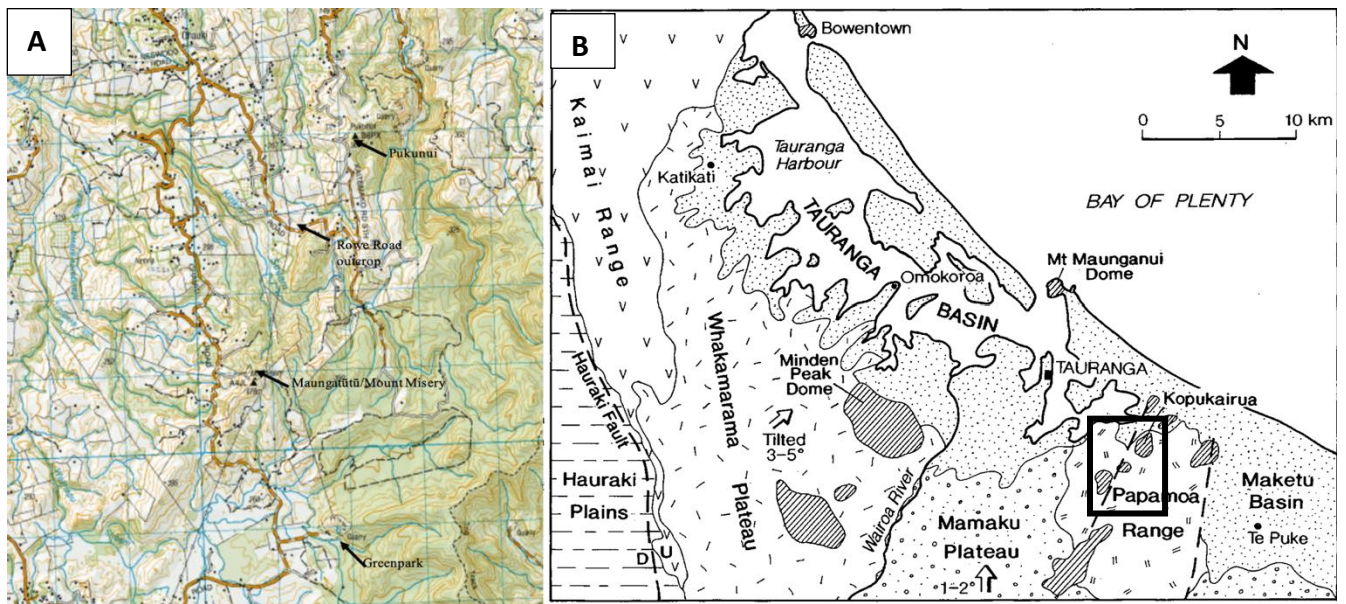 A
Pukunui
Rowe Road
outcrop
Maungatūtū/Mount Misery
Greenpark
Quarry
Quarry
B
Bowentown
N
0 5 10 km
Kaimai Range
Tauranga
Harbour
Katikati
BAY OF PLENTY
TAURANGA
BASIN
Omokoroa
Mt Maunganui
Dome
Whakamarama
Plateau
Minden
Peak
Dome
TAURANGA
Kopukairua
Hauraki Fault
Tilted
3–5°
Hauraki
Plains
Wairoa River
Papamoa
Range
Maketu
Basin
Te Puke
Mamaku
Plateau
1–2°
D
U